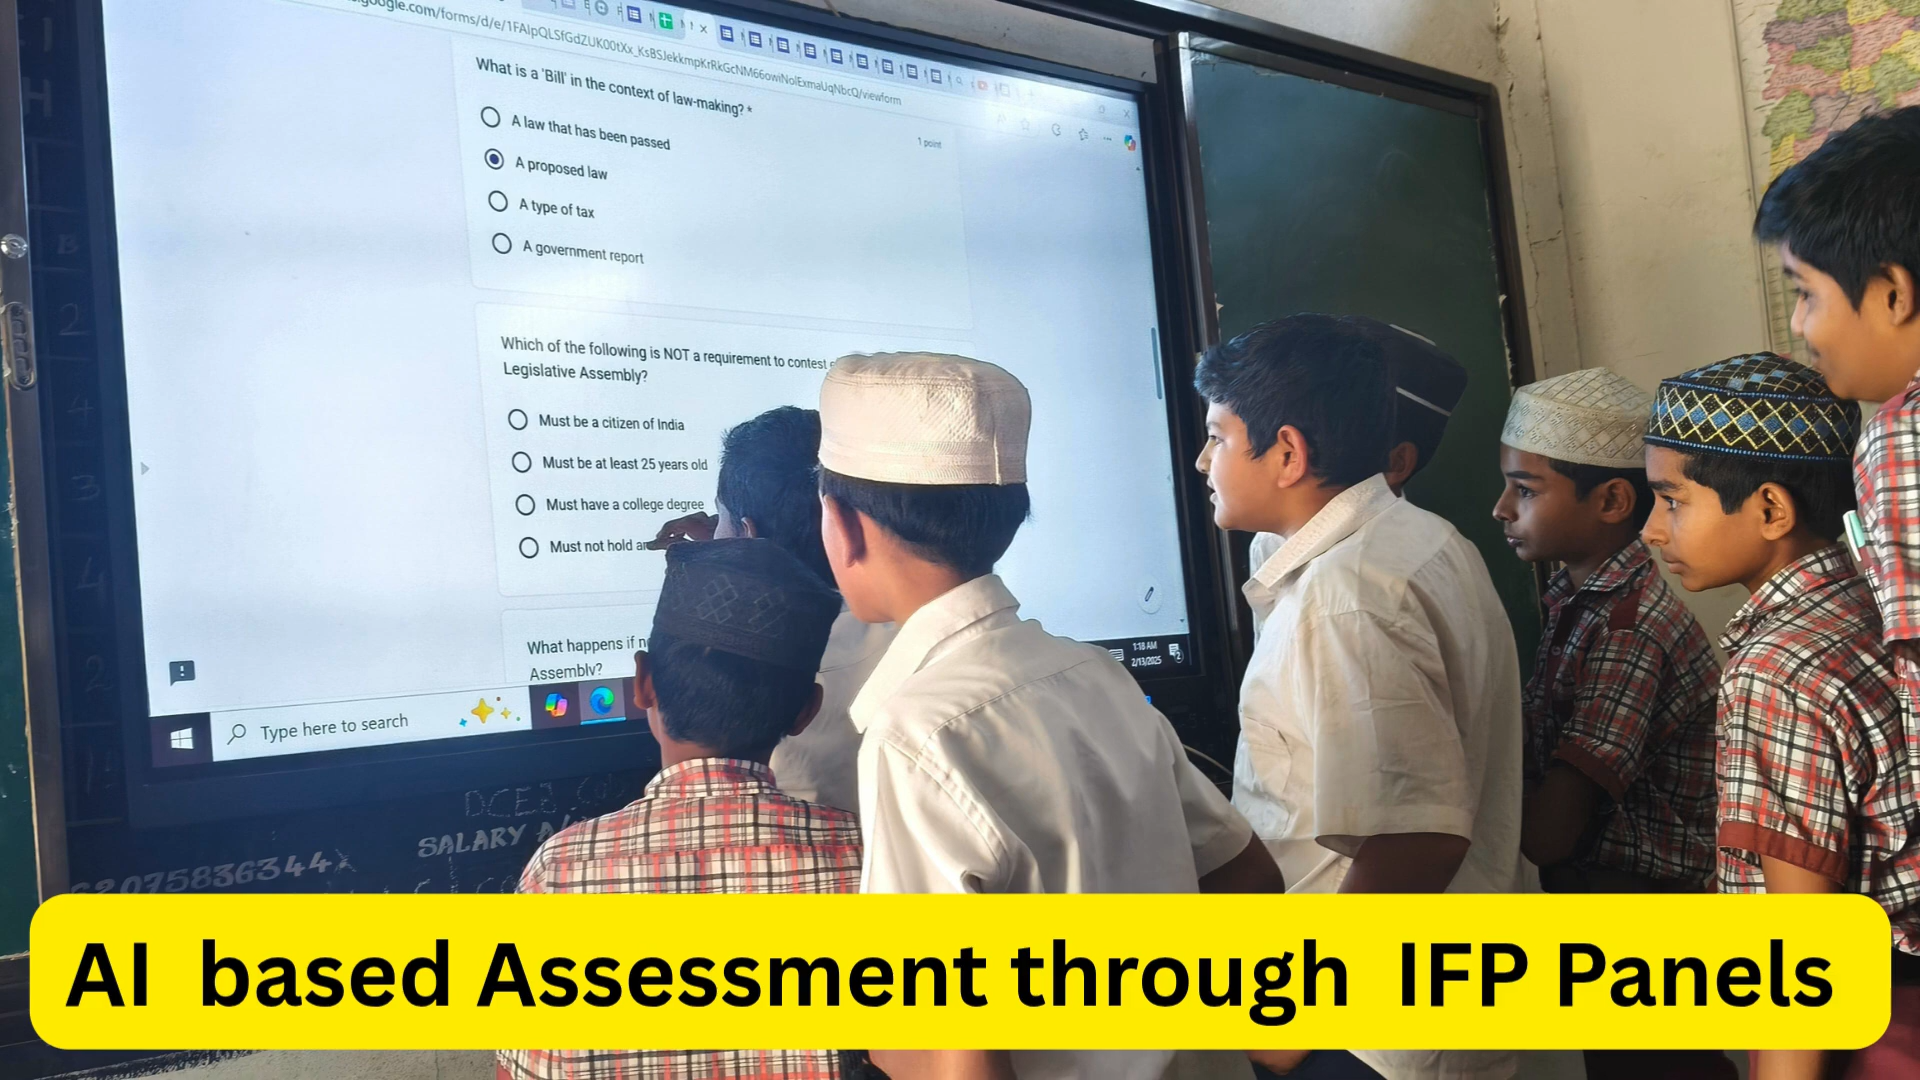 google.com/forms/d/e/1FAIpQLSfGdZUK00tXx_KsBSJekkmpKrRkGcNM66owiNolExmaUqNbcQ/viewform
What is a 'Bill' in the context of law-making? *
1 point
A law that has been passed
A proposed law
A type of tax
A government report
Which of the following is NOT a requirement to contest
Legislative Assembly?
Must be a citizen of India
Must be at least 25 years old
Must have a college degree
Must not hold
What happens if
Assembly?
1:18 AM
2/13/2025
Type here to search
SALARY
62075836344
AI based Assessment through IFP Panels